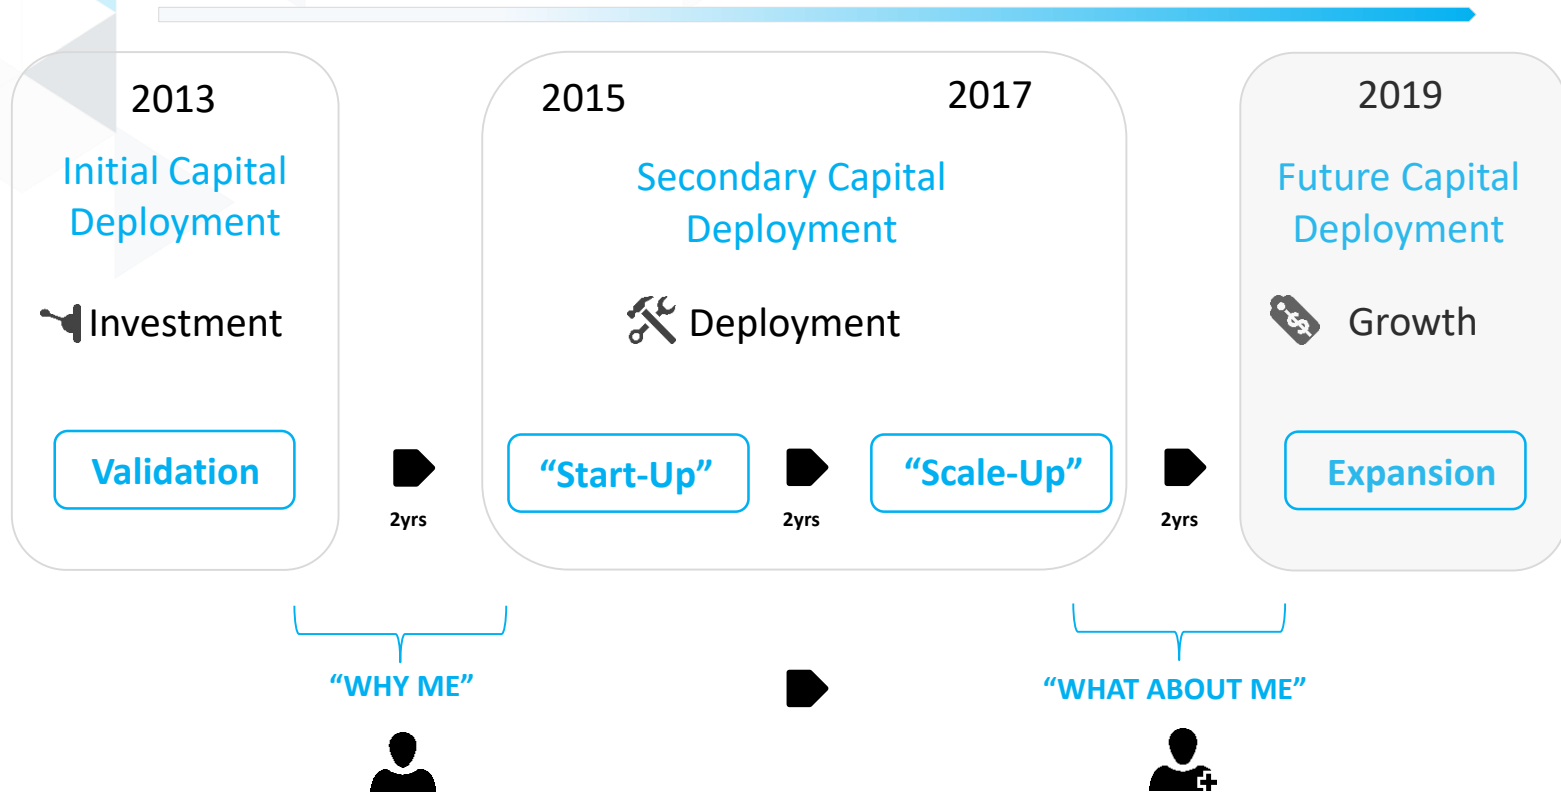 2013
Initial Capital
Deployment
Investment
Validation
2yrs
2015
2017
Secondary Capital
Deployment
Deployment
“Start-Up”
2yrs
“Scale-Up”
2yrs
2019
Future Capital
Deployment
$
Growth
Expansion
“WHY ME”
“WHAT ABOUT ME”